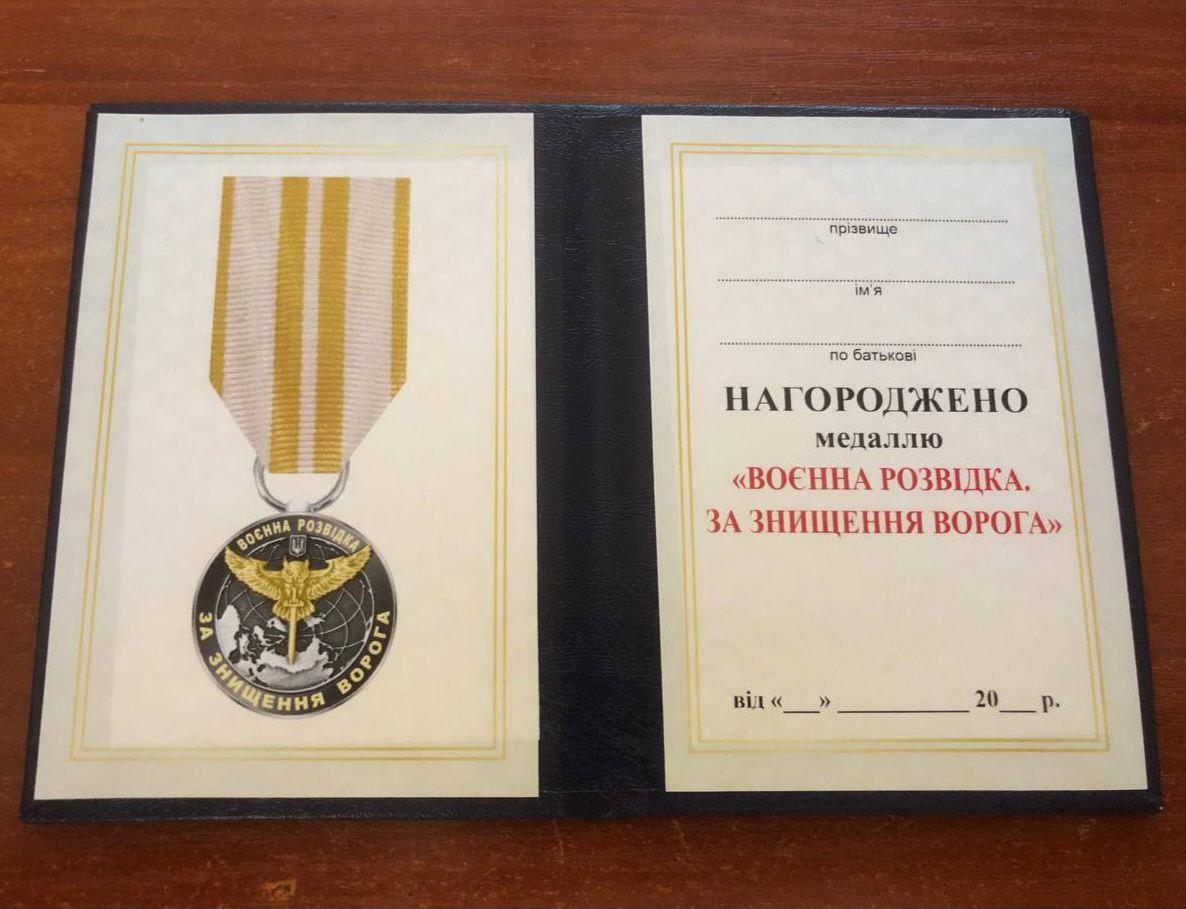 ВОЄННА РОЗВІДКА
ЗА ЗНИЩЕННЯ ВОРОГА
прізвище
ім'я
по батькові
НАГОРОДЖЕНО
медаллю
«ВОЄННА РОЗВІДКА.
ЗА ЗНИЩЕННЯ ВОРОГА»
від «___» ____________ 20___ р.